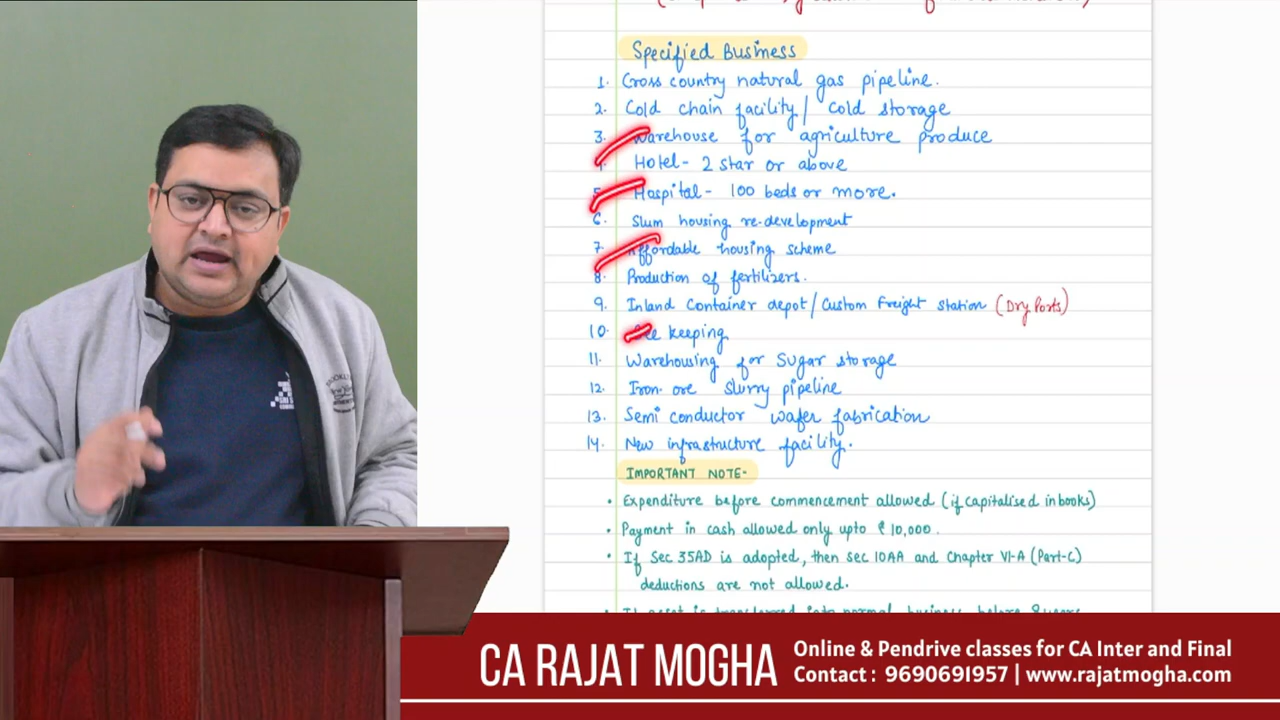 Specified Business
1. Cross country natural gas pipeline.
2. Cold chain facility / Cold storage
3. Warehouse for agriculture produce
4. Hotel - 2 star or above
5. Hospital - 100 beds or more.
6. Slum housing re-development
7. Affordable housing scheme
8. Production of fertilizers.
9. Inland Container depot / Custom Freight station (Dry Ports)
10. Bee keeping
11. Warehousing for Sugar storage
12. Iron-ore slurry pipeline
13. Semi conductor wafer fabrication
14. New infrastructure facility.
IMPORTANT NOTE-
• Expenditure before commencement allowed (if capitalised in books)
• Payment in cash allowed only upto ₹ 10,000.
• If Sec 35AD is adopted, then sec 10AA and Chapter VI-A (Part-C)
deductions are not allowed.
CA RAJAT MOGHA
Online & Pendrive classes for CA Inter and Final
Contact : 9690691957 | www.rajatmogha.com